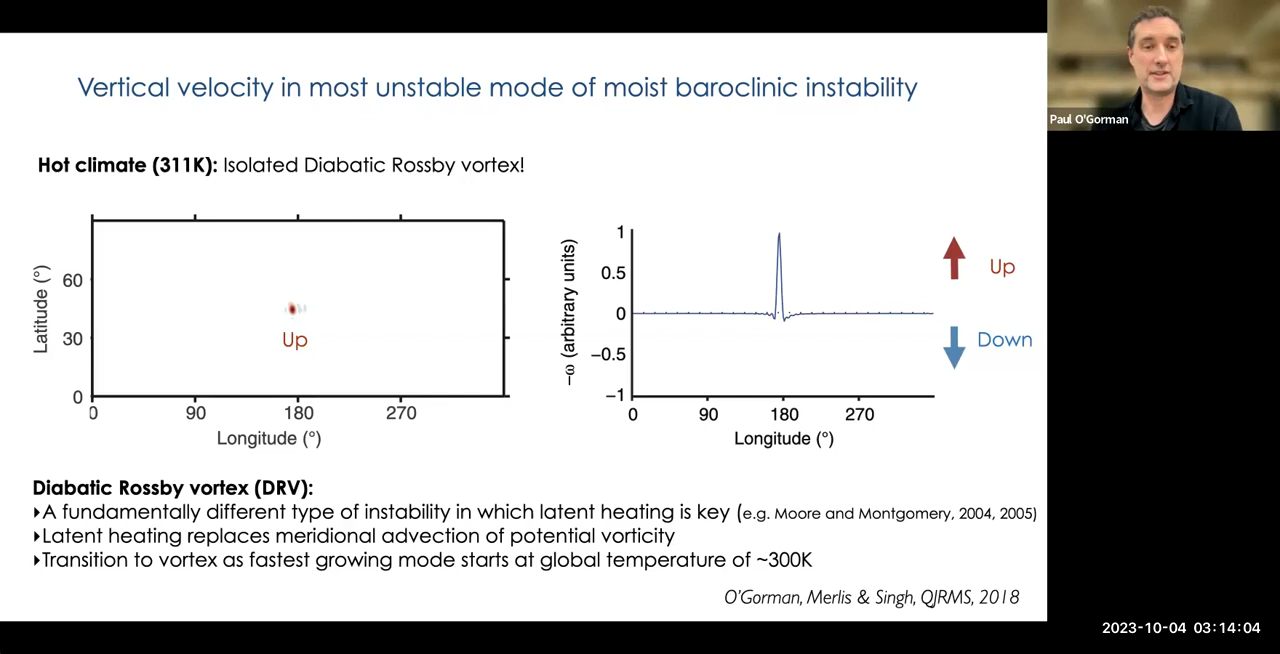 Vertical velocity in most unstable mode of moist baroclinic instability
Paul O'Gorman
Hot climate (311K): Isolated Diabatic Rossby vortex!
Latitude (°)
60
30
0
Up
0 90 180 270
Longitude (°)
−ω (arbitrary units)
1
0.5
0
−0.5
−1
0 90 180 270
Longitude (°)
Up
Down
Diabatic Rossby vortex (DRV):
‣A fundamentally different type of instability in which latent heating is key (e.g. Moore and Montgomery, 2004, 2005)
‣Latent heating replaces meridional advection of potential vorticity
‣Transition to vortex as fastest growing mode starts at global temperature of ~300K
O'Gorman, Merlis & Singh, QJRMS, 2018
2023-10-04 03:14:04